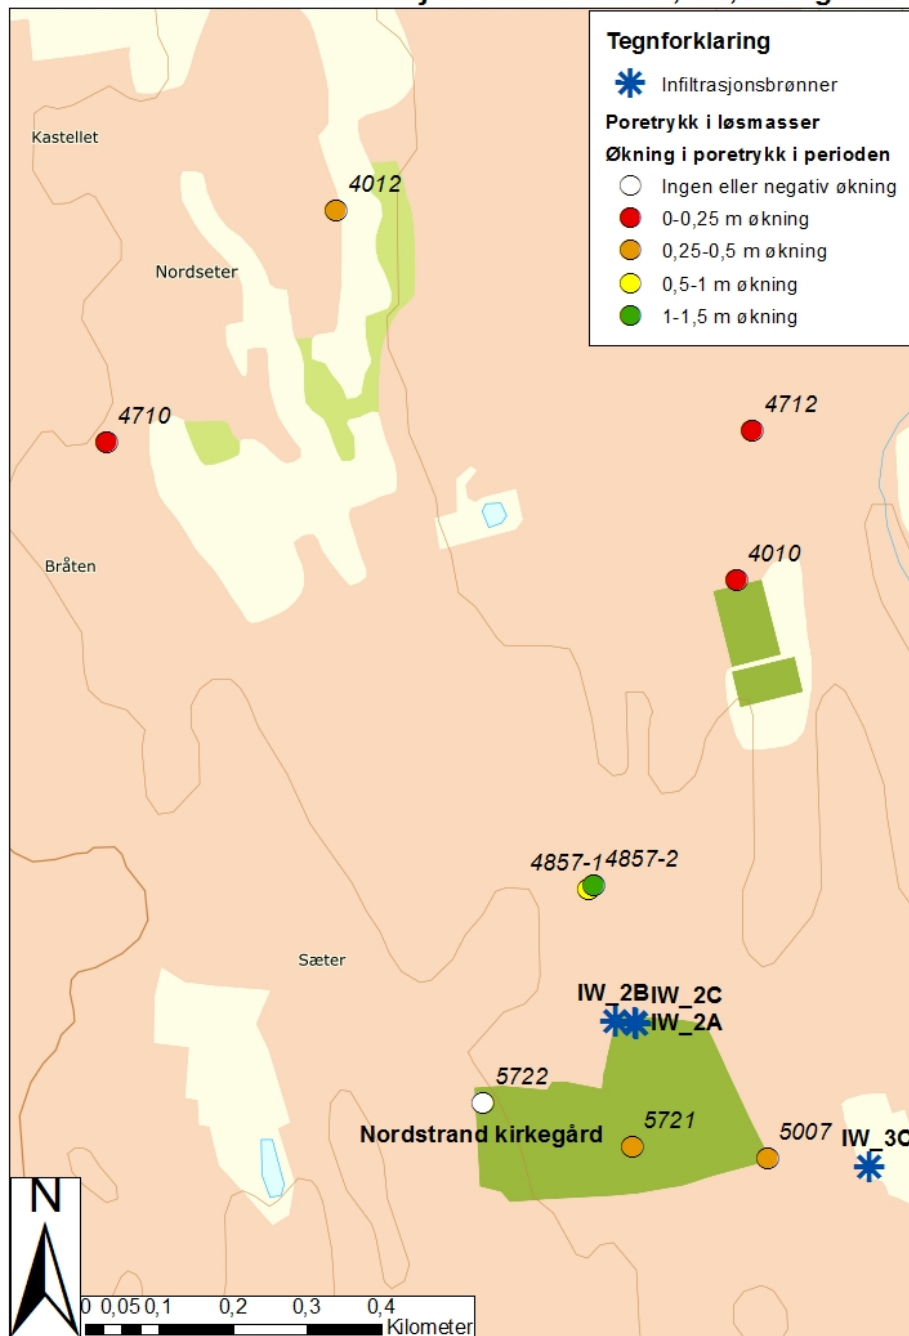 Tegnforklaring
Infiltrasjonsbrønner
Poretrykk i løsmasser
Økning i poretrykk i perioden
Ingen eller negativ økning
0-0,25 m økning
0,25-0,5 m økning
0,5-1 m økning
1-1,5 m økning
Kastellet
4012
Nordseter
4710
4712
Bråten
4010
4857-1 4857-2
Sæter
IW_2B IW_2C
IW_2A
5722
Nordstrand kirkegård
5721
5007
IW_3C
N
0 0,05 0,1 0,2 0,3 0,4
Kilometer